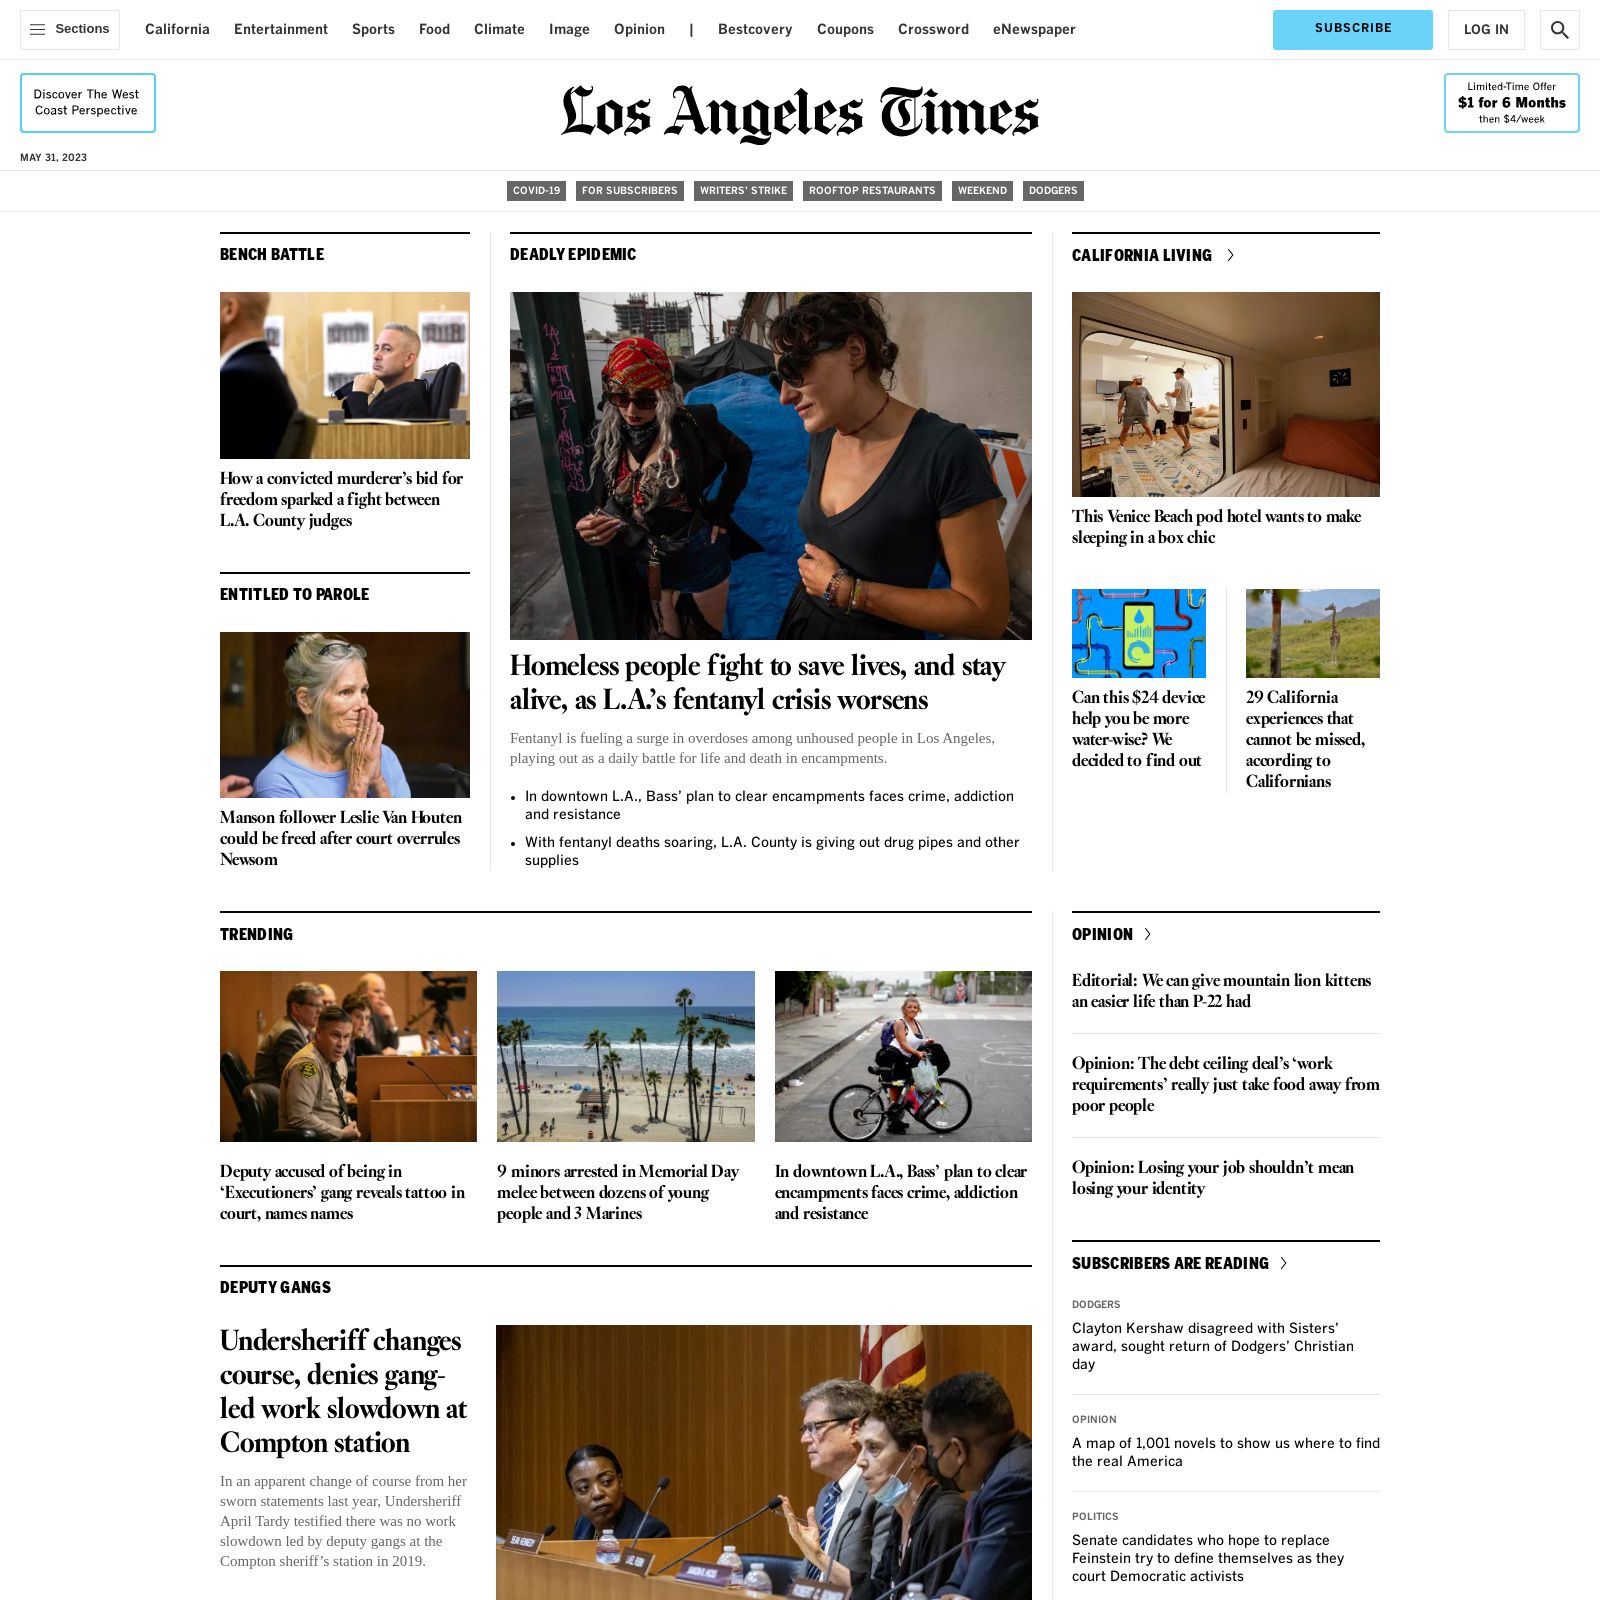 Sections
California
Entertainment
Sports
Food
Climate
Image
Opinion
|
Bestcovery
Coupons
Crossword
eNewspaper
SUBSCRIBE
LOG IN
Discover The West
Coast Perspective
Los Angeles Times
Limited-Time Offer
$1 for 6 Months
then $4/week
MAY 31, 2023
COVID-19
FOR SUBSCRIBERS
WRITERS' STRIKE
ROOFTOP RESTAURANTS
WEEKEND
DODGERS
BENCH BATTLE
How a convicted murderer’s bid for
freedom sparked a fight between
L.A. County judges
ENTITLED TO PAROLE
Manson follower Leslie Van Houten
could be freed after court overrules
Newsom
DEADLY EPIDEMIC
Homeless people fight to save lives, and stay
alive, as L.A.’s fentanyl crisis worsens
Fentanyl is fueling a surge in overdoses among unhoused people in Los Angeles,
playing out as a daily battle for life and death in encampments.
• In downtown L.A., Bass’ plan to clear encampments faces crime, addiction
and resistance
• With fentanyl deaths soaring, L.A. County is giving out drug pipes and other
supplies
CALIFORNIA LIVING
This Venice Beach pod hotel wants to make
sleeping in a box chic
Can this $24 device
help you be more
water-wise? We
decided to find out
29 California
experiences that
cannot be missed,
according to
Californians
TRENDING
Deputy accused of being in
‘Executioners’ gang reveals tattoo in
court, names names
9 minors arrested in Memorial Day
melee between dozens of young
people and 3 Marines
In downtown L.A., Bass’ plan to clear
encampments faces crime, addiction
and resistance
DEPUTY GANGS
Undersheriff changes
course, denies gang-
led work slowdown at
Compton station
In an apparent change of course from her
sworn statements last year, Undersheriff
April Tardy testified there was no work
slowdown led by deputy gangs at the
Compton sheriff’s station in 2019.
OPINION
Editorial: We can give mountain lion kittens
an easier life than P-22 had
Opinion: The debt ceiling deal’s ‘work
requirements’ really just take food away from
poor people
Opinion: Losing your job shouldn’t mean
losing your identity
SUBSCRIBERS ARE READING
DODGERS
Clayton Kershaw disagreed with Sisters’
award, sought return of Dodgers’ Christian
day
OPINION
A map of 1,001 novels to show us where to find
the real America
POLITICS
Senate candidates who hope to replace
Feinstein try to define themselves as they
court Democratic activists